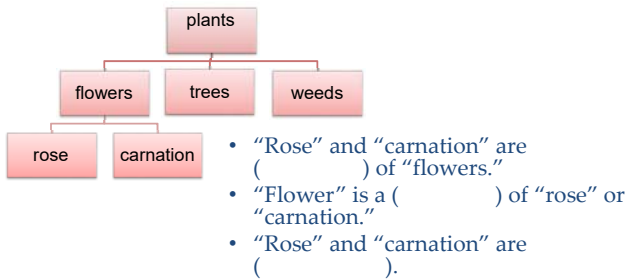 plants
flowers
trees
weeds
rose
carnation
• “Rose” and “carnation” are
( ) of “flowers.”
• “Flower” is a ( ) of “rose” or
“carnation.”
• “Rose” and “carnation” are
( ).